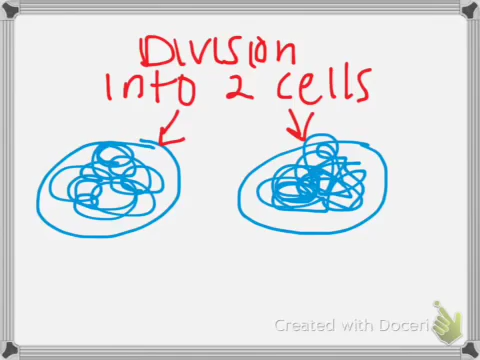 Division
into 2 cells
Created with Doceri